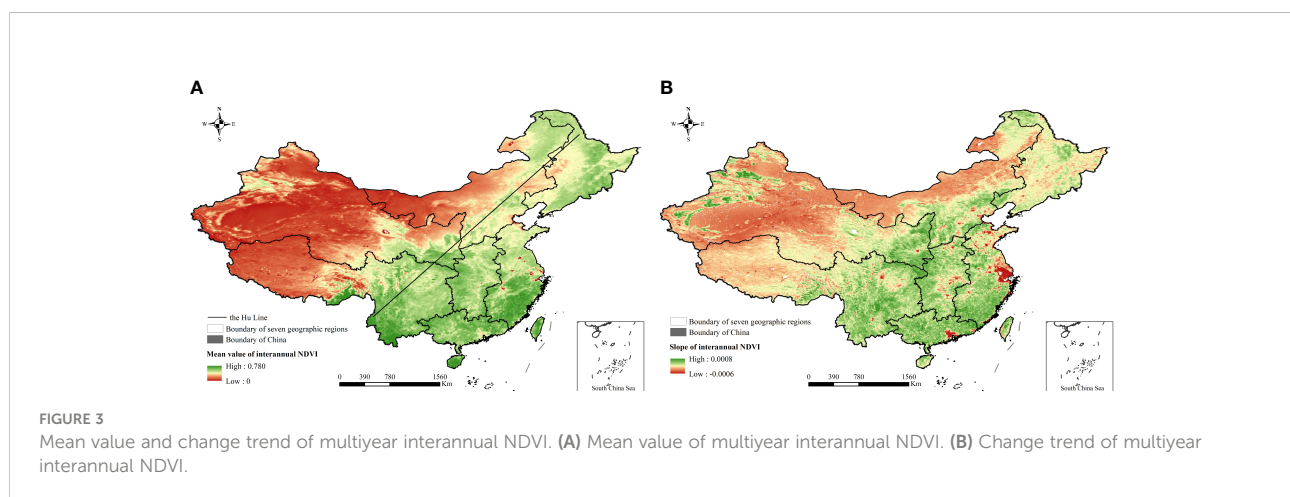 A
B
N
W E
S
N
W E
S
the Hu Line
Boundary of seven geographic regions
Boundary of China
Mean value of interannual NDVI
High : 0.780
Low : 0
0 390 780 1560
Km
South China Sea
Boundary of seven geographic regions
Boundary of China
Slope of interannual NDVI
High : 0.0008
Low : -0.0006
0 390 780 1560
Km
South China Sea
FIGURE 3
Mean value and change trend of multiyear interannual NDVI. (A) Mean value of multiyear interannual NDVI. (B) Change trend of multiyear
interannual NDVI.